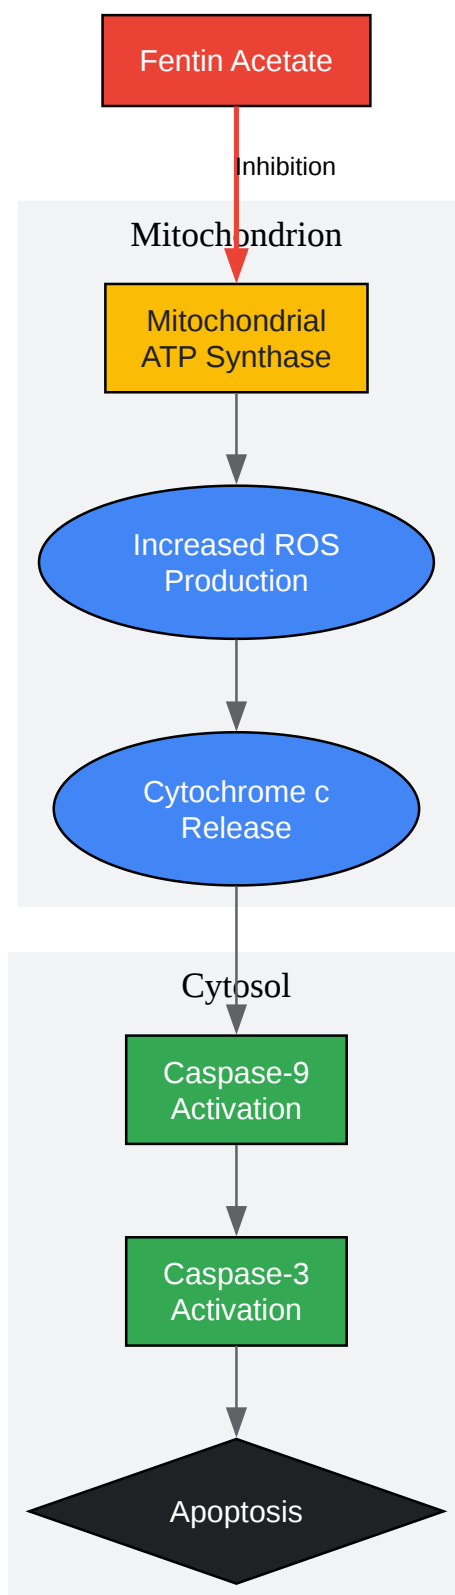 Fentin Acetate
Inhibition
Mitochondrion
Mitochondrial
ATP Synthase
Increased ROS
Production
Cytochrome c
Release
Cytosol
Caspase-9
Activation
Caspase-3
Activation
Apoptosis